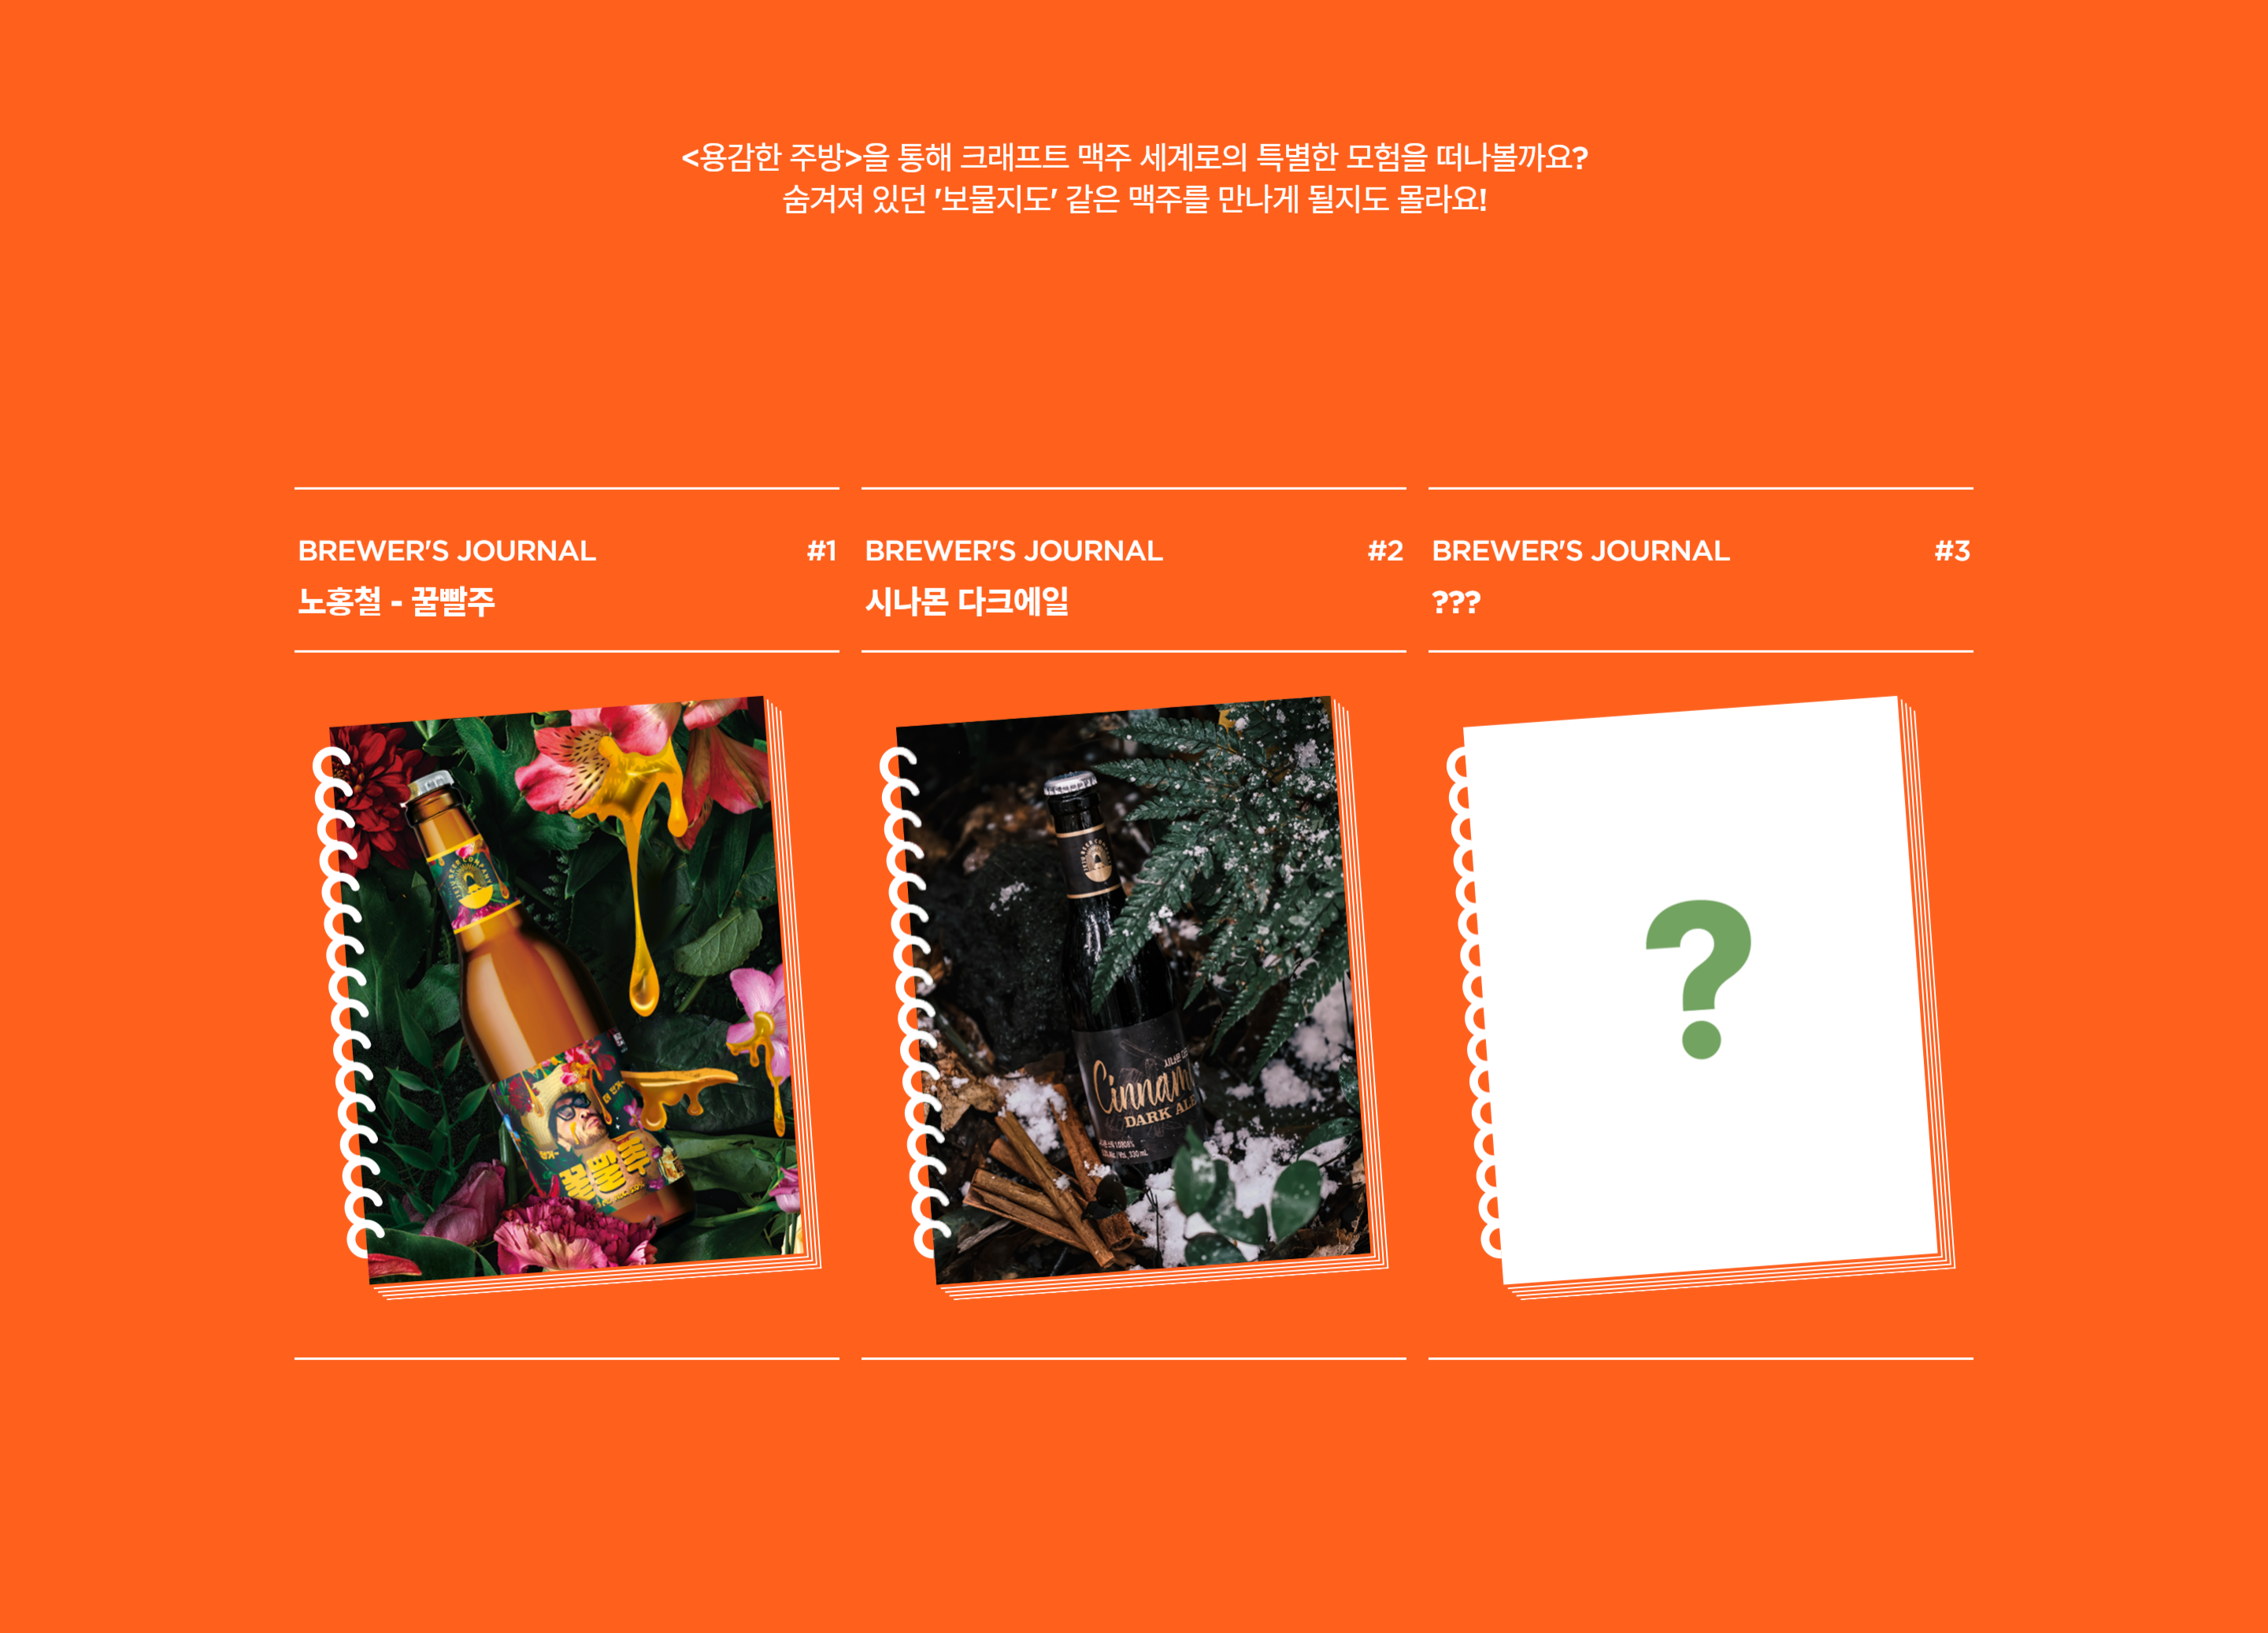 <용감한 주방>을 통해 크래프트 맥주 세계로의 특별한 모험을 떠나볼까요?
숨겨져 있던 '보물지도' 같은 맥주를 만나게 될지도 몰라요!
BREWER'S JOURNAL #1
노홍철 - 꿀빨주
BREWER'S JOURNAL #2
시나몬 다크에일
BREWER'S JOURNAL #3
???
꿀빨주
Cinnam
DARK ALE
?